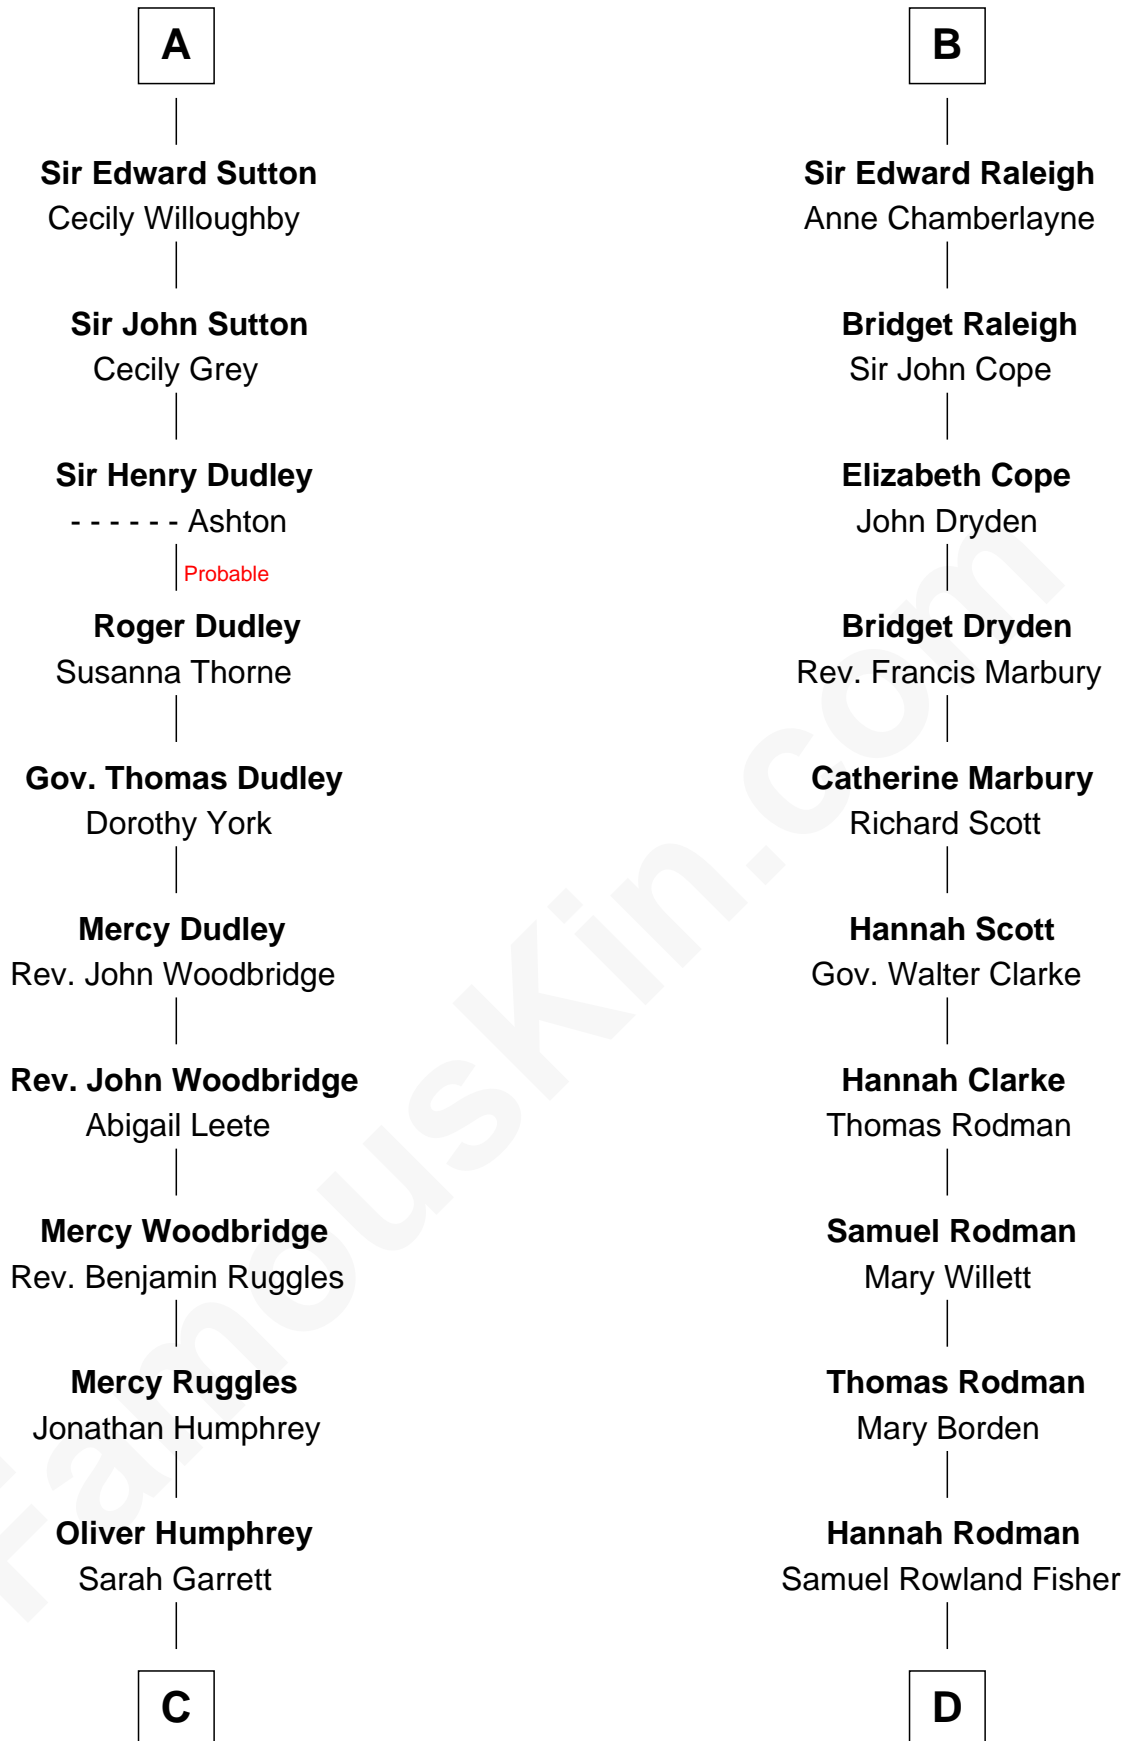 A
Sir Edward Sutton
Cecily Willoughby
Sir John Sutton
Cecily Grey
Sir Henry Dudley
- - - - - - Ashton
Probable
Roger Dudley
Susanna Thorne
Gov. Thomas Dudley
Dorothy York
Mercy Dudley
Rev. John Woodbridge
Rev. John Woodbridge
Abigail Leete
Mercy Woodbridge
Rev. Benjamin Ruggles
Mercy Ruggles
Jonathan Humphrey
Oliver Humphrey
Sarah Garrett
C
B
Sir Edward Raleigh
Anne Chamberlayne
Bridget Raleigh
Sir John Cope
Elizabeth Cope
John Dryden
Bridget Dryden
Rev. Francis Marbury
Catherine Marbury
Richard Scott
Hannah Scott
Gov. Walter Clarke
Hannah Clarke
Thomas Rodman
Samuel Rodman
Mary Willett
Thomas Rodman
Mary Borden
Hannah Rodman
Samuel Rowland Fisher
D
FamousKin.com